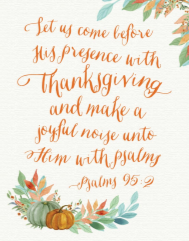 Let us come before
His presence with
Thanksgiving
and make a
joyful noise unto
Him with psalms
Psalms 95:2